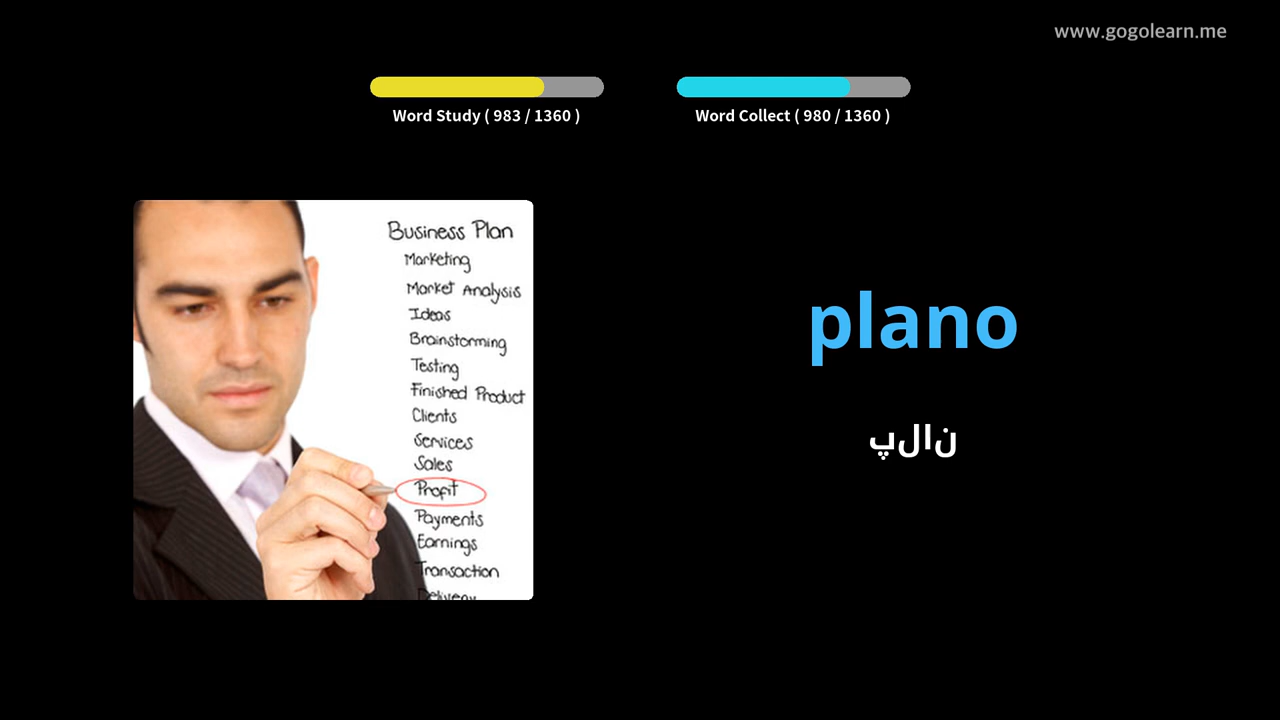 www.gogolearn.me
Word Study ( 983 / 1360 )
Word Collect ( 980 / 1360 )
Business Plan
Marketing
Market Analysis
Ideas
Brainstorming
Testing
Finished Product
Clients
Services
Sales
Profit
Payments
Earnings
Transaction
Delivery
plano
پلان